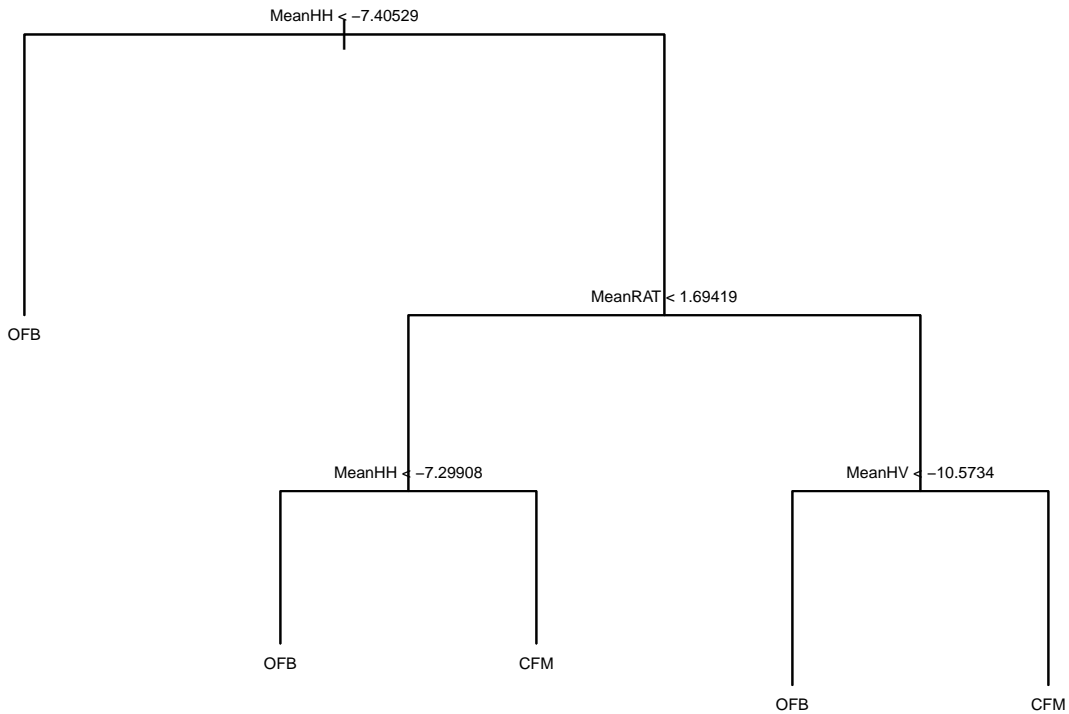 MeanHH < −7.40529
MeanRAT < 1.69419
OFB
MeanHH < −7.29908
MeanHV < −10.5734
OFB
CFM
OFB
CFM